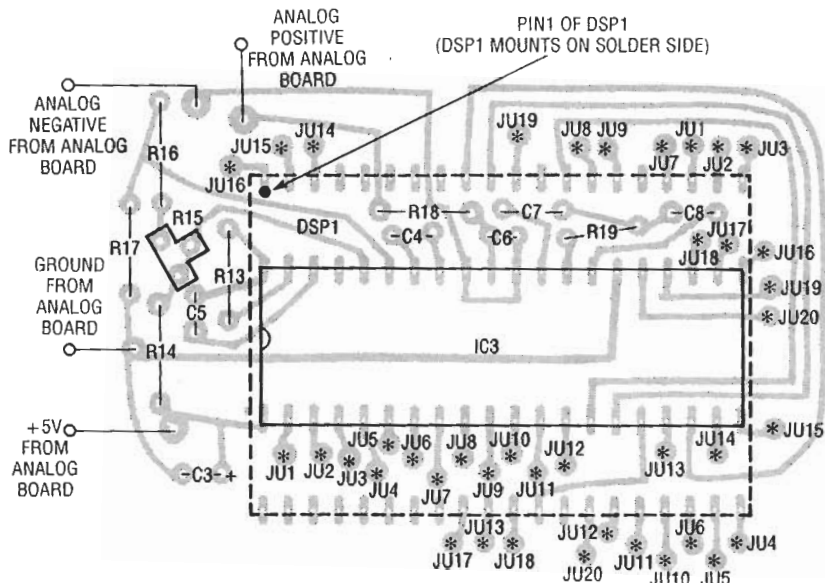 ANALOG
POSITIVE
FROM ANALOG
BOARD
PIN1 OF DSP1
(DSP1 MOUNTS ON SOLDER SIDE)
ANALOG
NEGATIVE
FROM ANALOG
BOARD
R16
JU16
JU15
JU14
JU19
JU8
JU9
JU7
JU1
JU2
JU3
R17
R15
R13
DSP1
R18
-C4-
-C7-
-C6-
R19
-C8-
JU17
JU18
JU16
JU19
JU20
GROUND
FROM
ANALOG
BOARD
C5
R14
IC3
+5V
FROM
ANALOG
BOARD
-C3-+
JU1
JU2
JU3
JU5
JU4
JU6
JU7
JU8
JU9
JU10
JU11
JU12
JU13
JU14
JU15
JU17
JU13
JU18
JU12
JU20
JU11
JU10
JU6
JU5
JU4